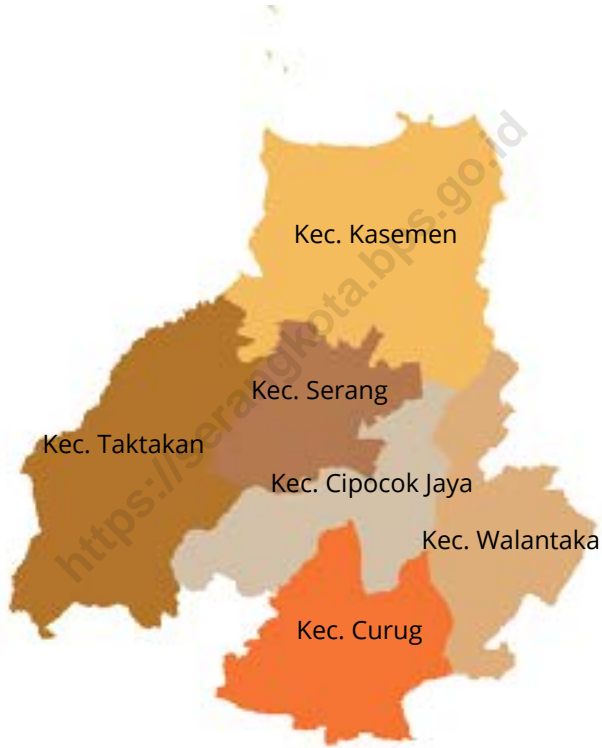 Kec. Kasemen
Kec. Serang
Kec. Taktakan
Kec. Cipocok Jaya
Kec. Walantaka
Kec. Curug
https://serangkota.bps.go.id